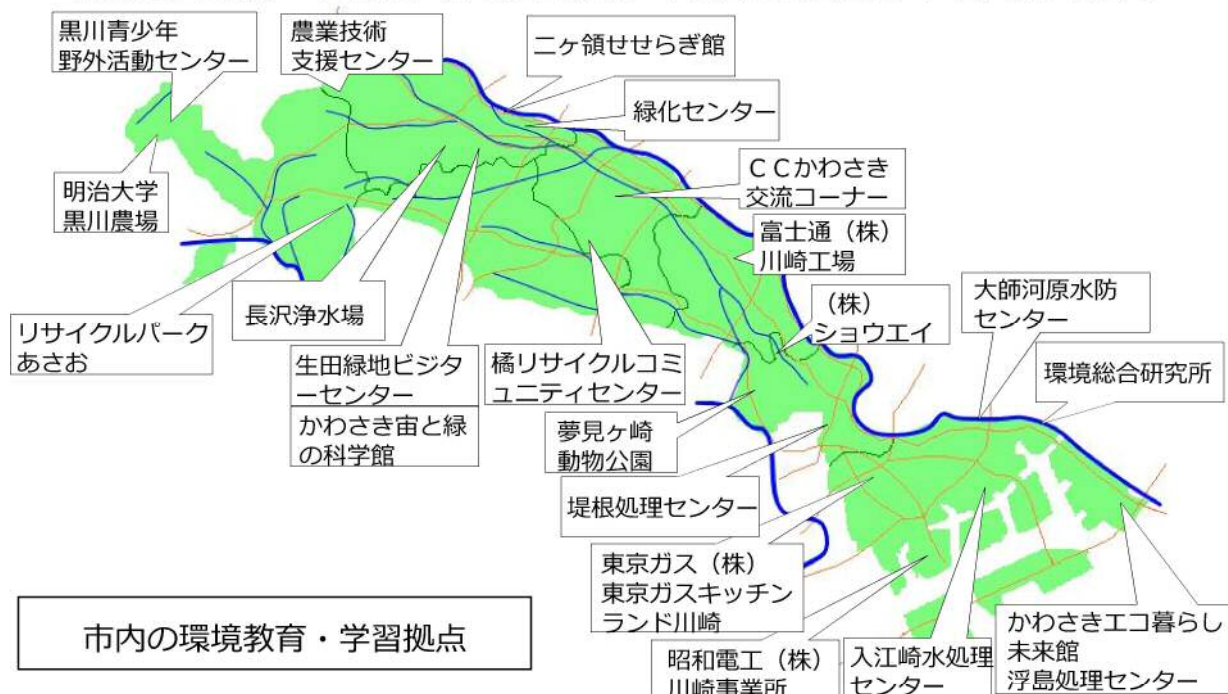 黒川青少年
野外活動センター
農業技術
支援センター
二ヶ領せせらぎ館
緑化センター
明治大学
黒川農場
ＣＣかわさき
交流コーナー
富士通（株）
川崎工場
大師河原水防
センター
（株）
ショウエイ
長沢浄水場
リサイクルパーク
あさお
生田緑地ビジタ
ーセンター
かわさき宙と緑
の科学館
橘リサイクルコミ
ュニティセンター
環境総合研究所
夢見ヶ崎
動物公園
堤根処理センター
東京ガス（株）
東京ガスキッチン
ランド川崎
市内の環境教育・学習拠点
昭和電工（株）
川崎事業所
入江崎水処理
センター
かわさきエコ暮らし
未来館
浮島処理センター